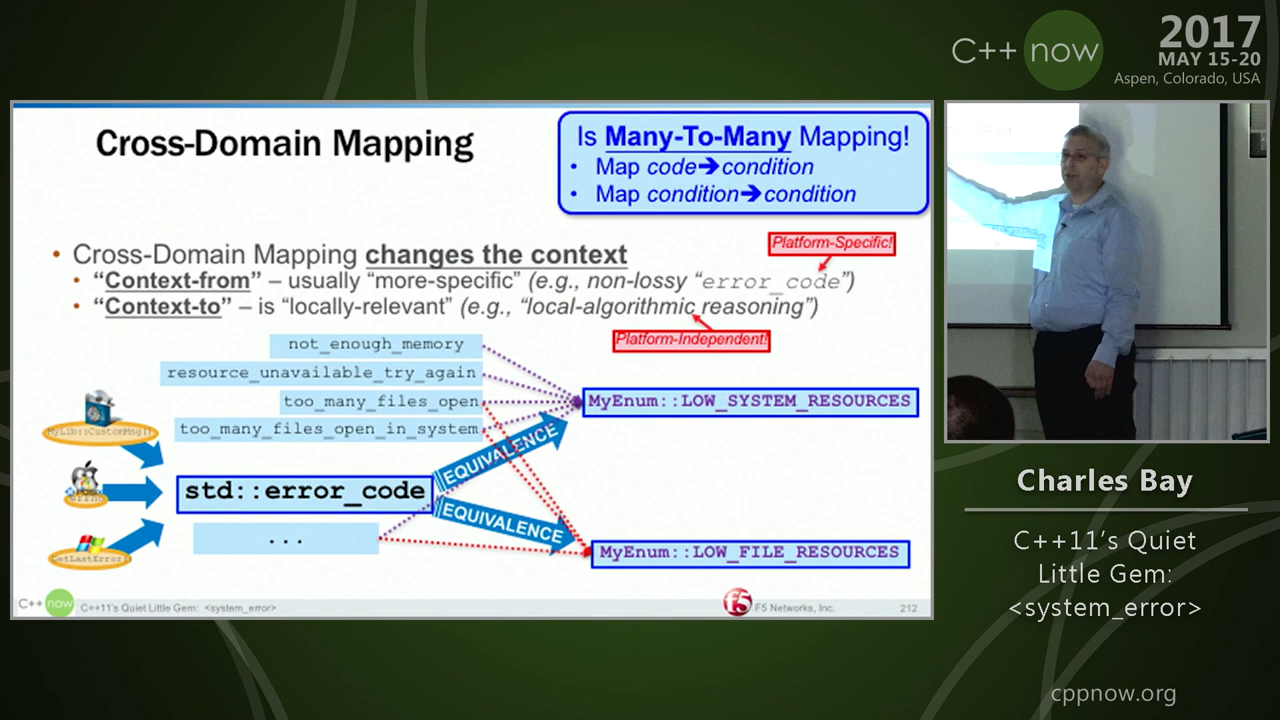 C++ now
2017
MAY 15-20
Aspen, Colorado, USA
Cross-Domain Mapping
Is Many-To-Many Mapping!
• Map code➔condition
• Map condition➔condition
• Cross-Domain Mapping changes the context
Platform-Specific!
• “Context-from” – usually “more-specific” (e.g., non-lossy “error_code”)
• “Context-to” – is “locally-relevant” (e.g., “local-algorithmic reasoning”)
Platform-Independent!
not_enough_memory
resource_unavailable_try_again
too_many_files_open
too_many_files_open_in_system
MyEnum::LOW_SYSTEM_RESOURCES
MyLib::CustomMsg()
EQUIVALENCE
std::error_code
EQUIVALENCE
...
GetLastError()
MyEnum::LOW_FILE_RESOURCES
C++ now
C++11’s Quiet Little Gem: <system_error>
f5
F5 Networks, Inc.
212
Charles Bay
C++11’s Quiet
Little Gem:
<system_error>
cppnow.org